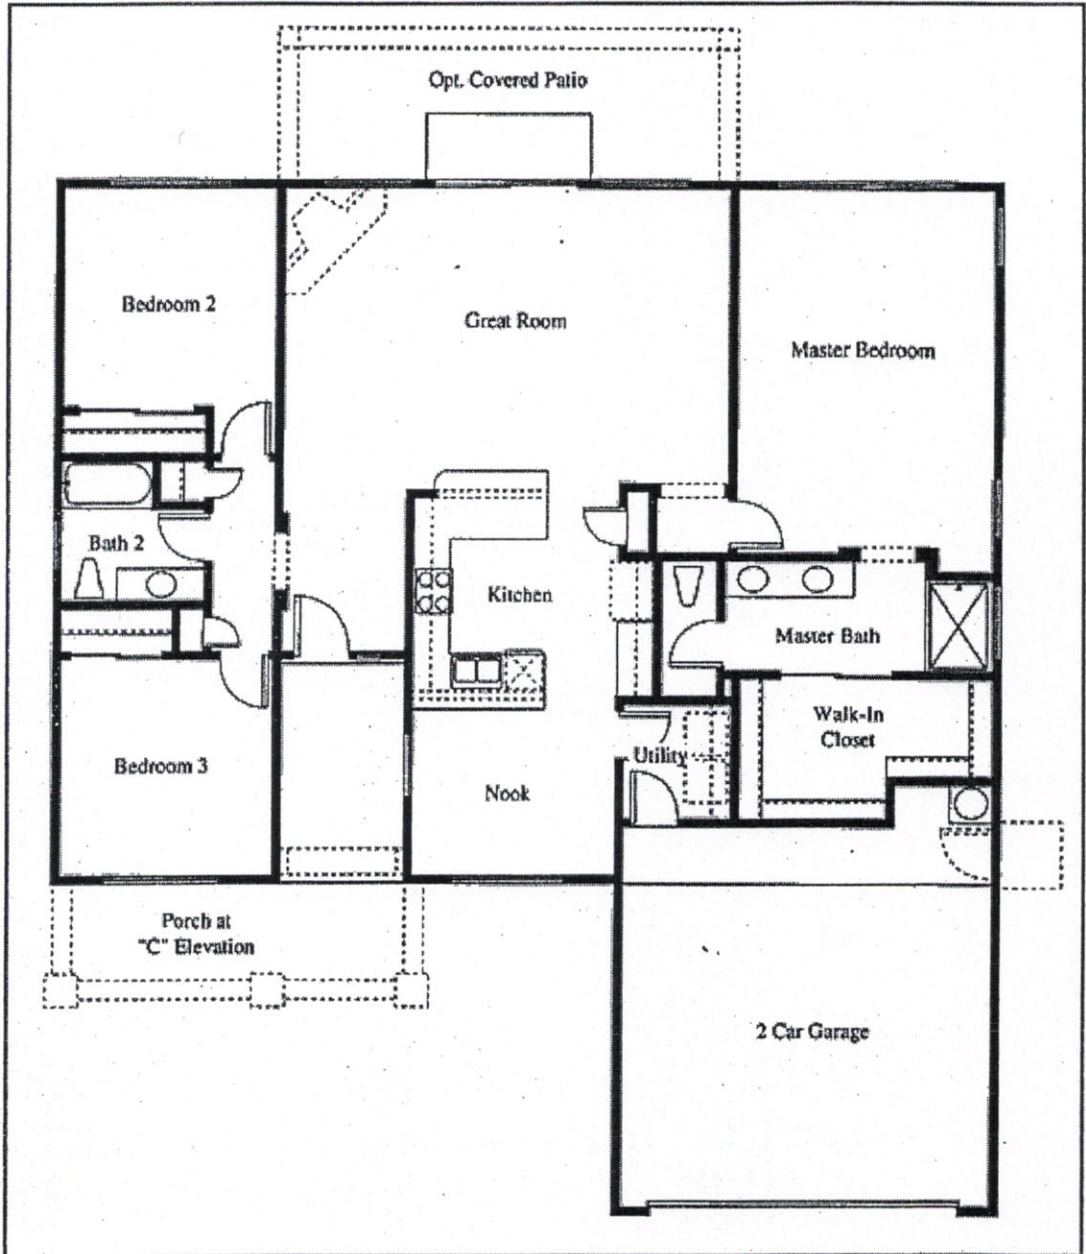 Opt. Covered Patio
Bedroom 2
Great Room
Master Bedroom
Bath 2
Kitchen
Master Bath
Walk-In
Closet
Bedroom 3
Utility
Nook
Porch at
"C" Elevation
2 Car Garage